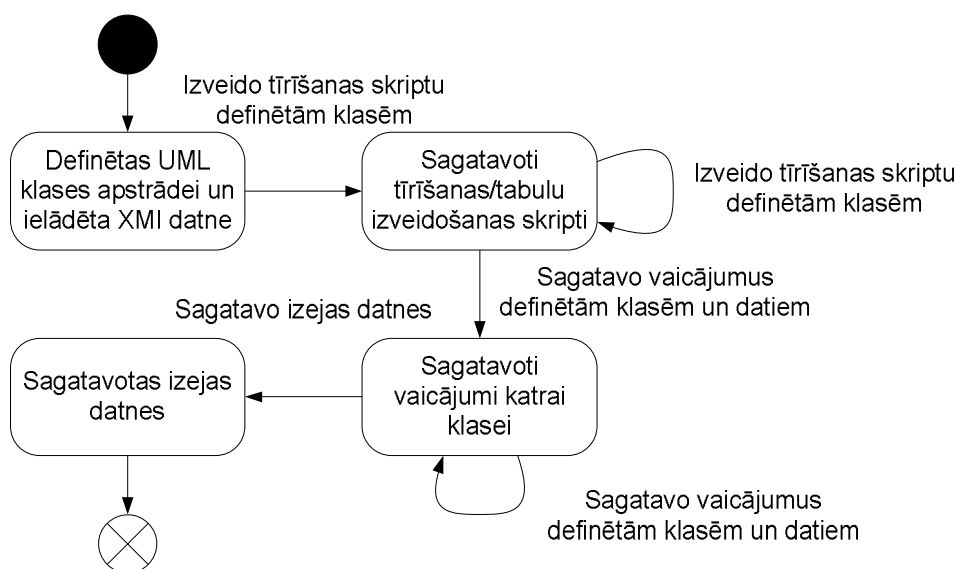 Izveido tīrīšanas skriptu
definētām klasēm
Definētas UML
klases apstrādei un
ielādēta XMI datne
Sagatavoti
tīrīšanas/tabulu
izveidošanas skripti
Izveido tīrīšanas skriptu
definētām klasēm
Sagatavo vaicājumus
definētām klasēm un datiem
Sagatavo izejas datnes
Sagatavotas izejas
datnes
Sagatavoti
vaicājumi katrai
klasei
Sagatavo vaicājumus
definētām klasēm un datiem